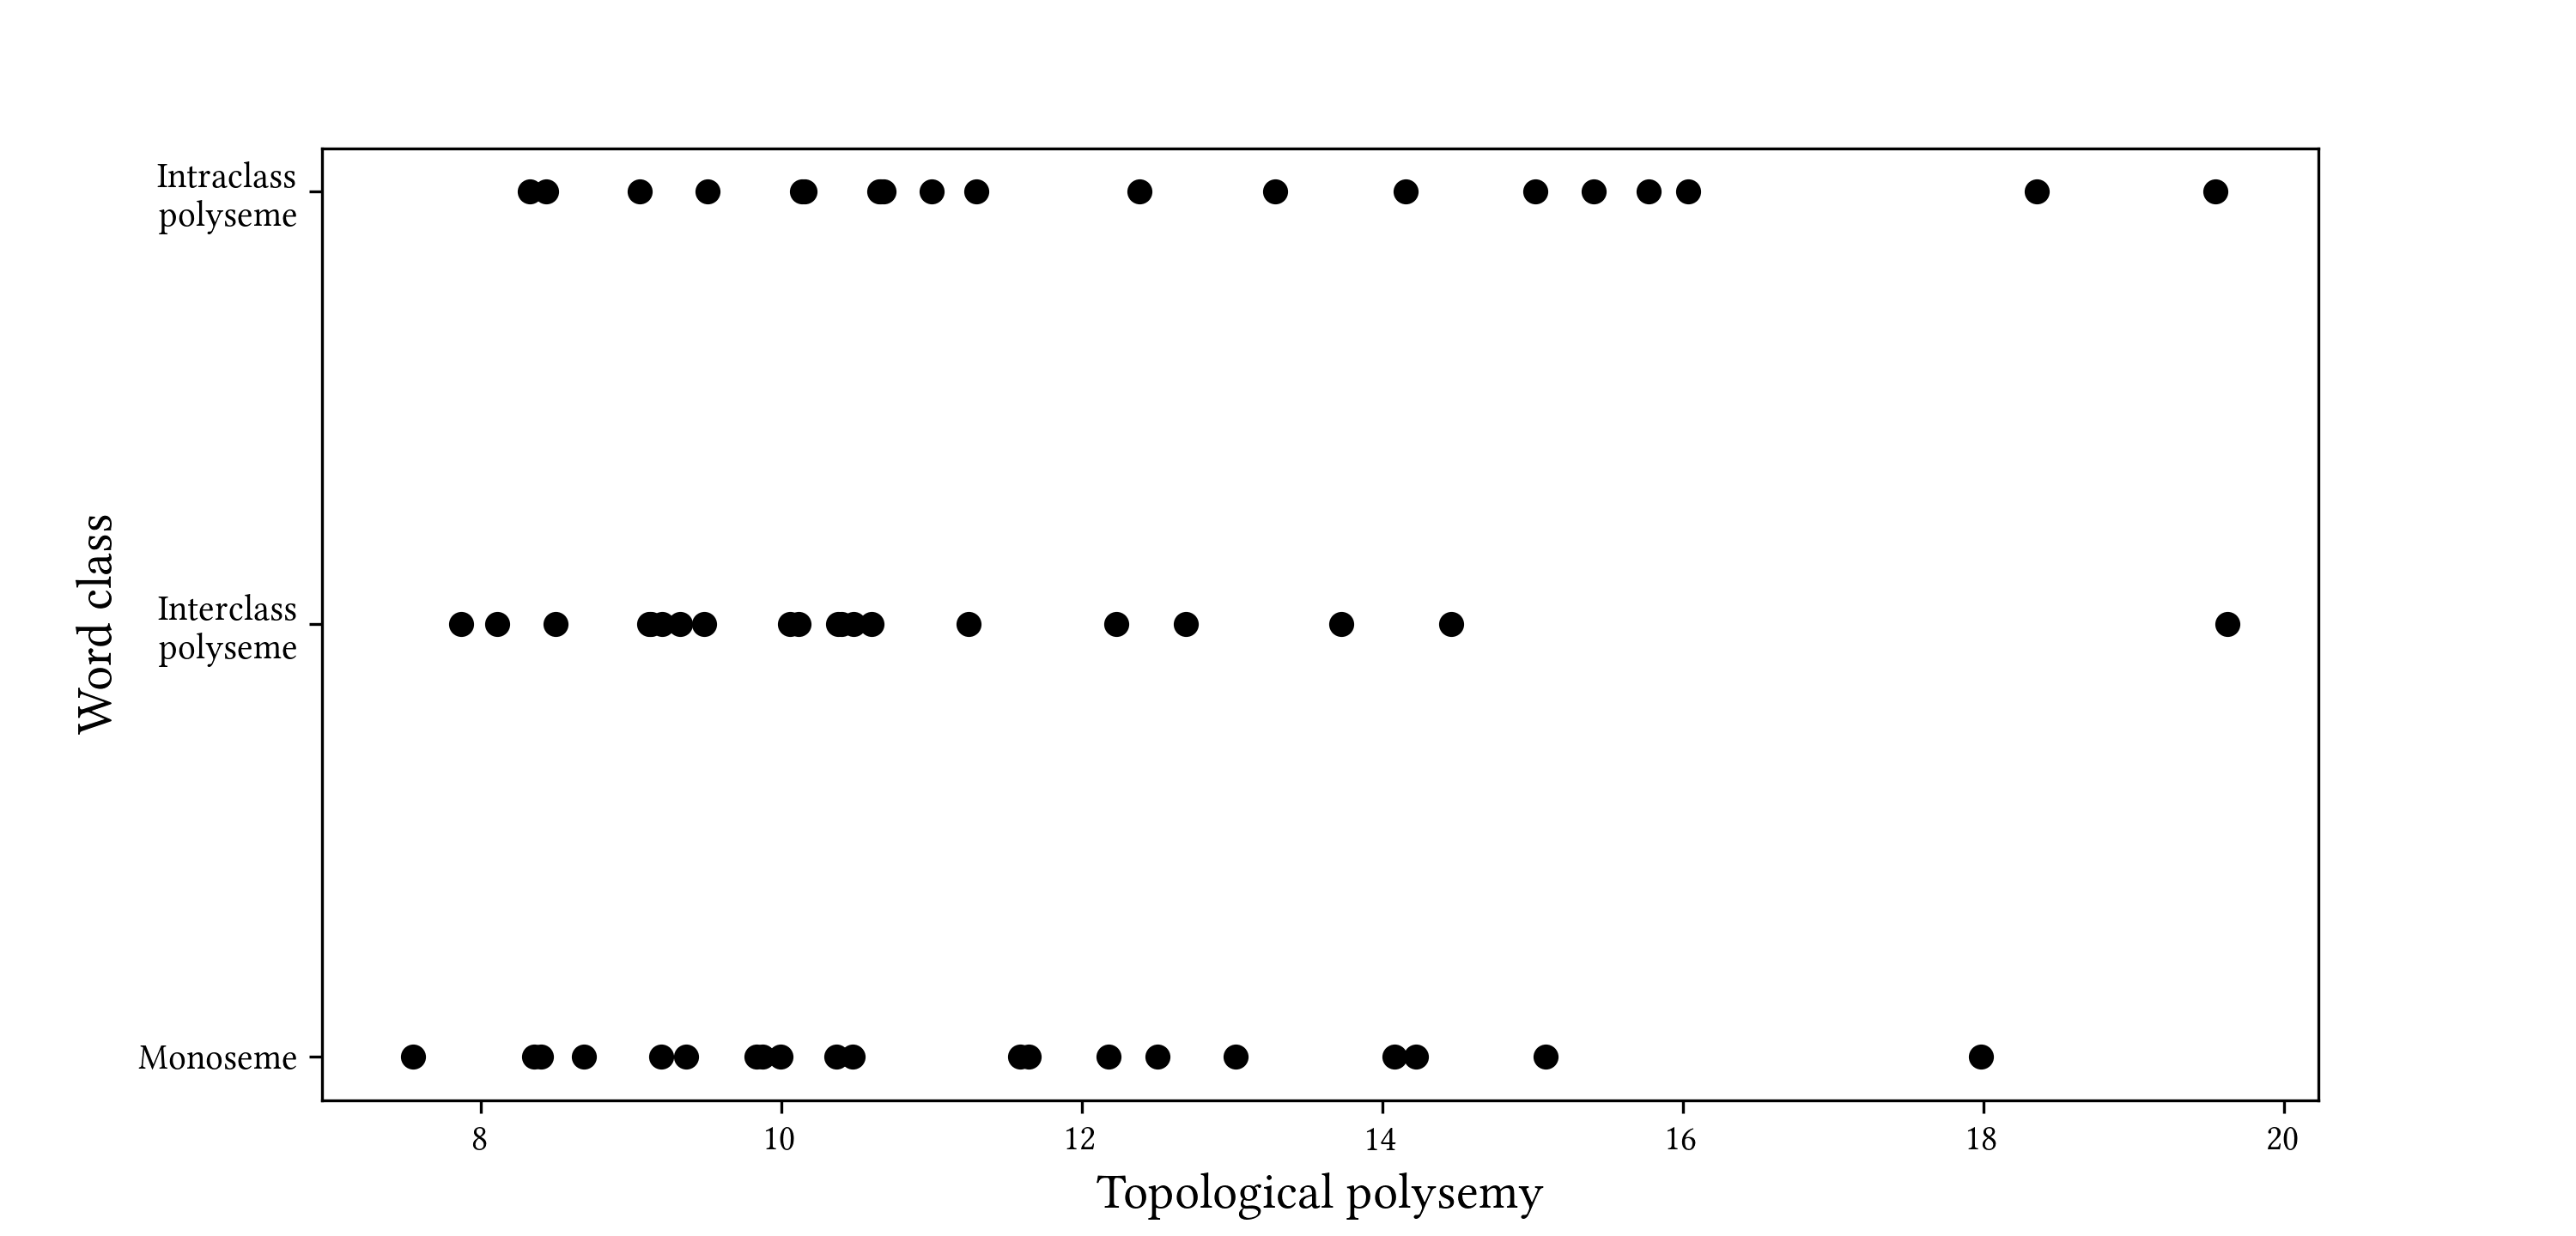 Intraclass
polyseme
Interclass
polyseme
Monoseme
Word class
8
10
12
14
16
18
20
Topological polysemy